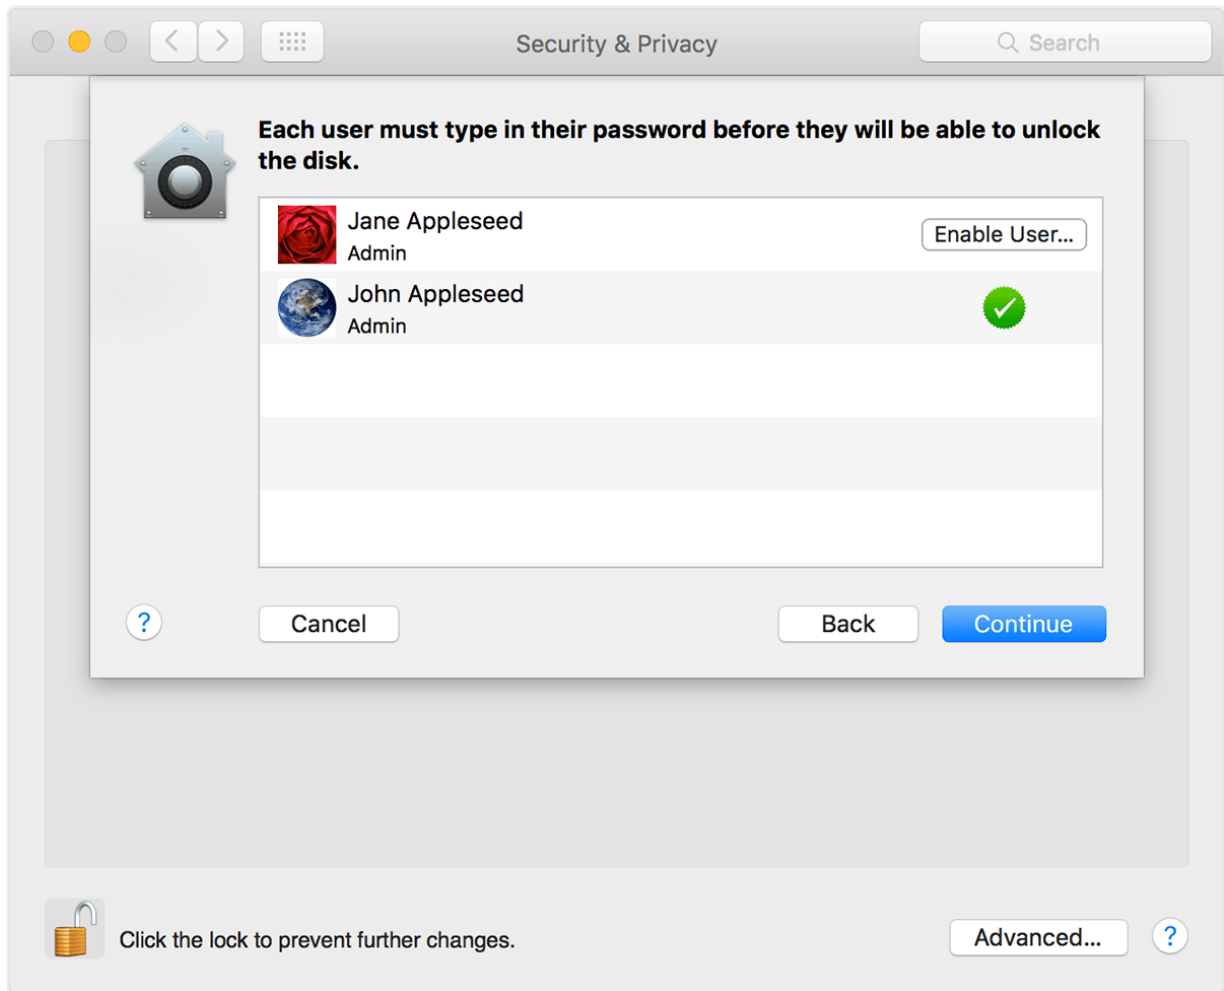 Security & Privacy
Search
Each user must type in their password before they will be able to unlock
the disk.
Jane Appleseed
Admin
Enable User...
John Appleseed
Admin
?
Cancel
Back
Continue
Click the lock to prevent further changes.
Advanced...
?